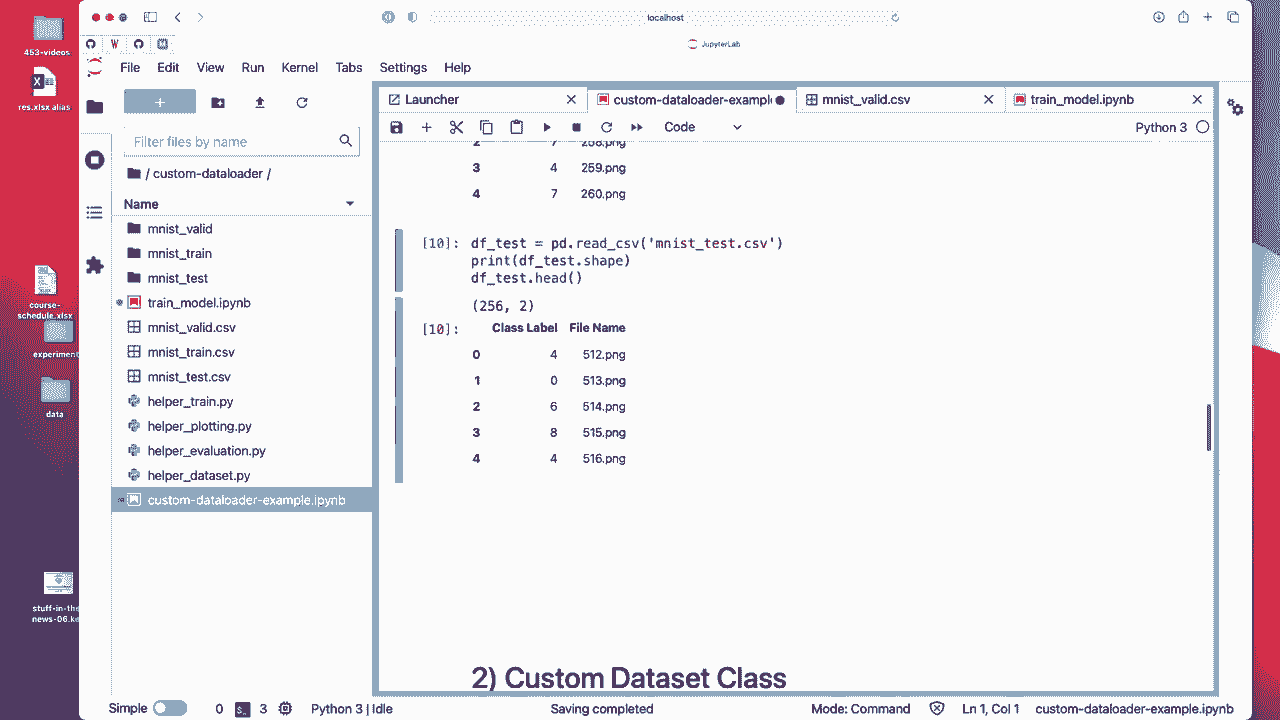 localhost
JupyterLab
File Edit View Run Kernel Tabs Settings Help
453-videos
res.xlsx alias
course-schedule.xlsx
experiment
data
stuff-in-the
news-06.ke
Filter files by name
/ custom-dataloader /
Name
mnist_valid
mnist_train
mnist_test
train_model.ipynb
mnist_valid.csv
mnist_train.csv
mnist_test.csv
helper_train.py
helper_plotting.py
helper_evaluation.py
helper_dataset.py
custom-dataloader-example.ipynb
Launcher custom-dataloader-example mnist_valid.csv train_model.ipynb
Code Python 3
2 7 258.png
3 4 259.png
4 7 260.png
[10]: df_test = pd.read_csv('mnist_test.csv')
print(df_test.shape)
df_test.head()
(256, 2)
[10]: Class Label File Name
0 4 512.png
1 0 513.png
2 6 514.png
3 8 515.png
4 4 516.png
2) Custom Dataset Class
Simple 0 $_ 3 Python 3 | Idle Saving completed Mode: Command Ln 1, Col 1 custom-dataloader-example.ipynb